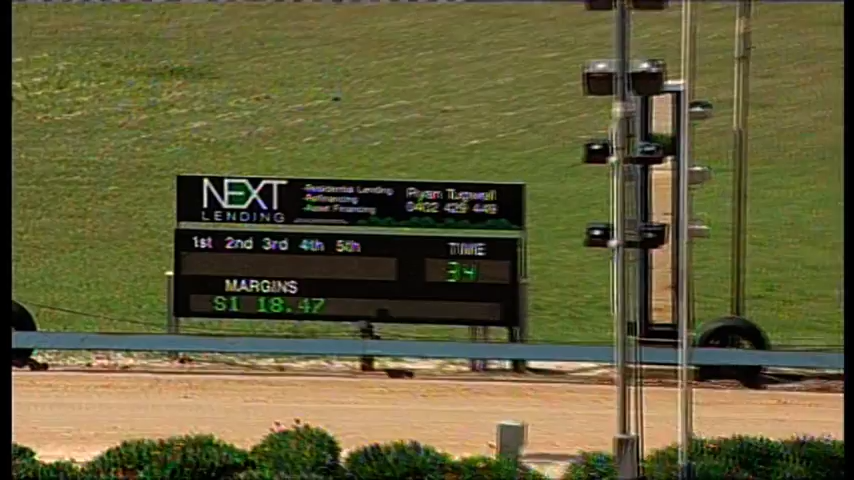 NEXT
LENDING
-Residential Lending
-Refinancing
-Asset Financing
Ryan Tugwell
0402 429 449
1st 2nd 3rd 4th 5th
TIME
34
MARGINS
S1 18.47